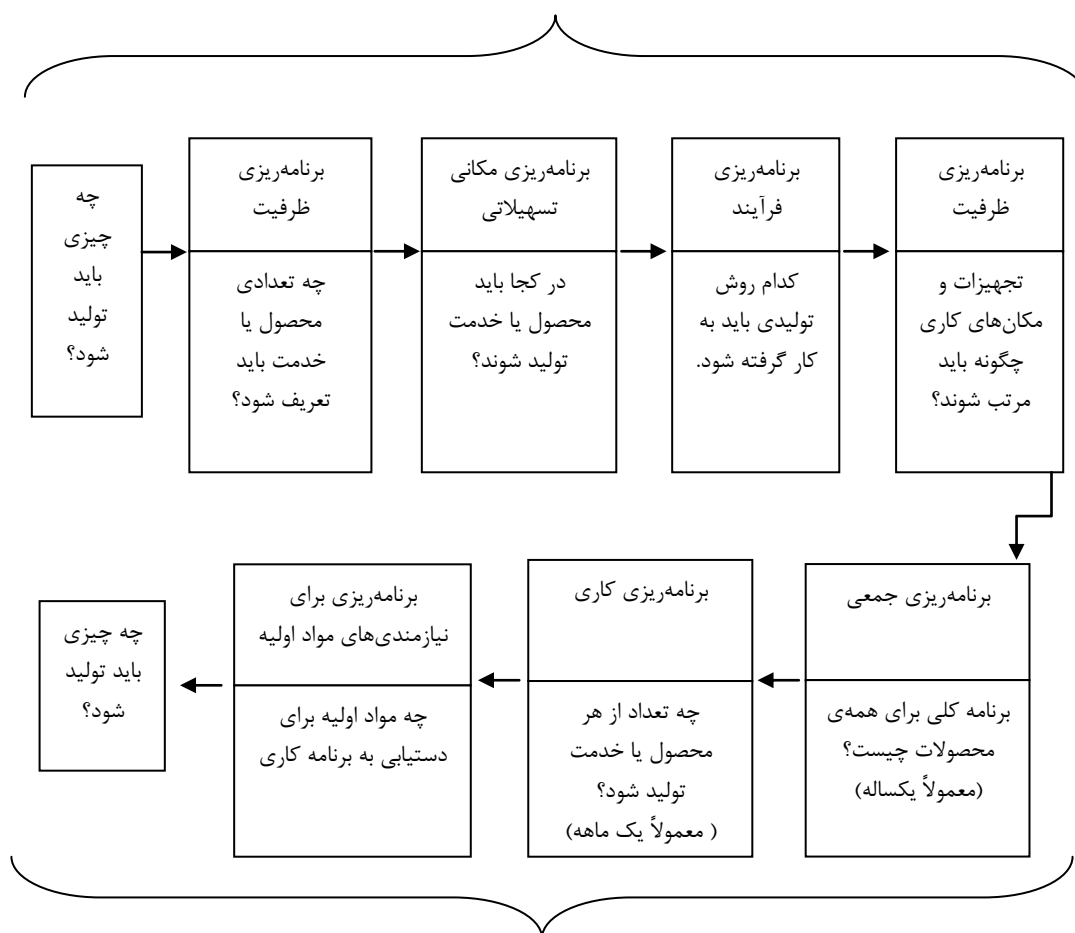 چه
چیزی
باید
تولید
شود؟
برنامه‌ریزی
ظرفیت
چه تعدادی
محصول یا
خدمت باید
تعریف شود؟
برنامه‌ریزی مکانی
تسهیلاتی
در کجا باید
محصول یا خدمت
تولید شوند؟
برنامه‌ریزی
فرآیند
کدام روش
تولیدی باید به
کار گرفته شود.
برنامه‌ریزی
ظرفیت
تجهیزات و
مکان‌های کاری
چگونه باید
مرتب شوند؟
برنامه‌ریزی جمعی
برنامه کلی برای همه‌ی
محصولات چیست؟
(معمولاً یکساله)
برنامه‌ریزی کاری
چه تعداد از هر
محصول یا خدمت
تولید شود؟
( معمولاً یک ماهه)
برنامه‌ریزی برای
نیازمندی‌های مواد اولیه
چه مواد اولیه برای
دستیابی به برنامه کاری
چه چیزی
باید تولید
شود؟